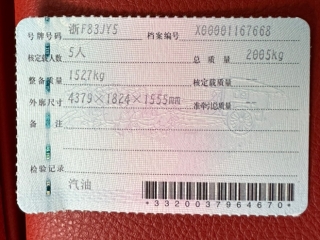 号牌号码 浙F83JY5 档案编号 X00001167668
核定载人数 5人 总质量 2005kg
整备质量 1527kg 核定载质量
外廓尺寸 4379×1824×1555mm 准牵引总质量
备注
检验记录
汽油
*3320037964670*